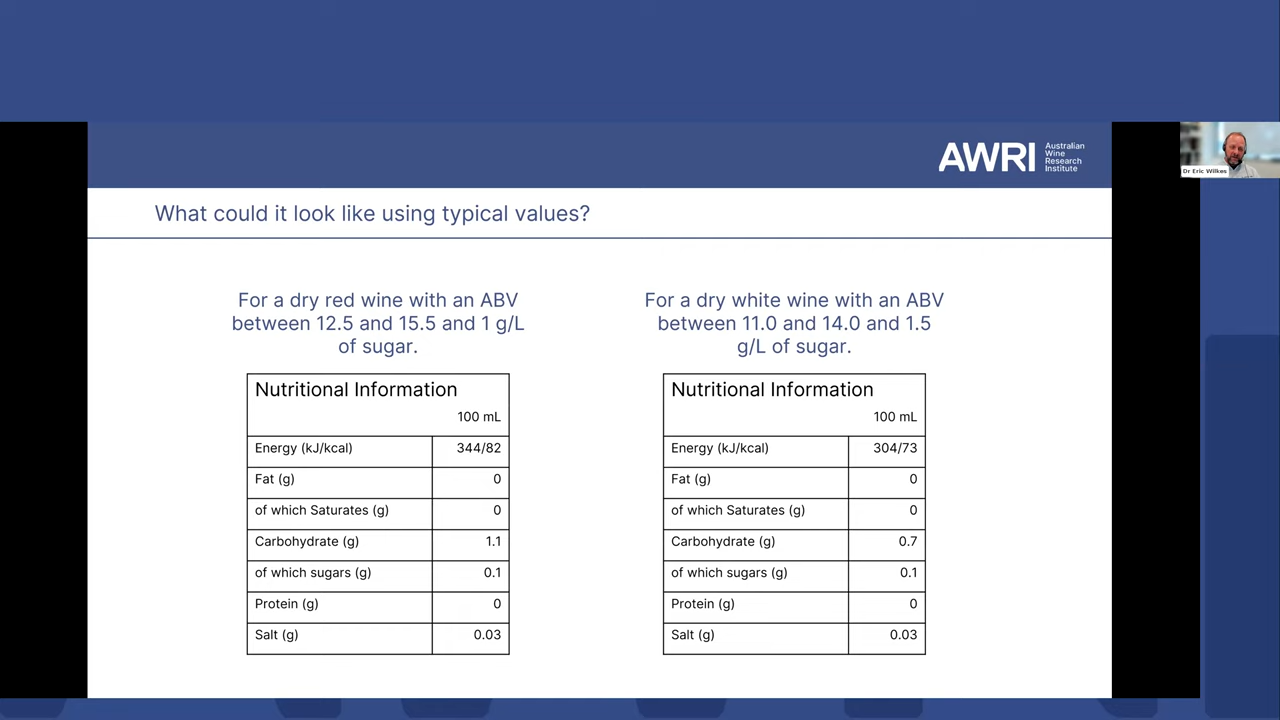 AWRI
Australian
Wine
Research
Institute
Dr Eric Wilkes
What could it look like using typical values?
For a dry red wine with an ABV
between 12.5 and 15.5 and 1 g/L
of sugar.
Nutritional Information
100 mL
Energy (kJ/kcal) 344/82
Fat (g) 0
of which Saturates (g) 0
Carbohydrate (g) 1.1
of which sugars (g) 0.1
Protein (g) 0
Salt (g) 0.03
For a dry white wine with an ABV
between 11.0 and 14.0 and 1.5
g/L of sugar.
Nutritional Information
100 mL
Energy (kJ/kcal) 304/73
Fat (g) 0
of which Saturates (g) 0
Carbohydrate (g) 0.7
of which sugars (g) 0.1
Protein (g) 0
Salt (g) 0.03